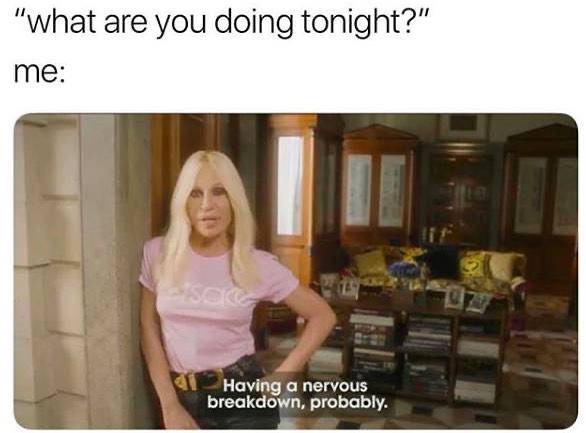 “what are you doing tonight?”
me:
Having a nervous
breakdown, probably.